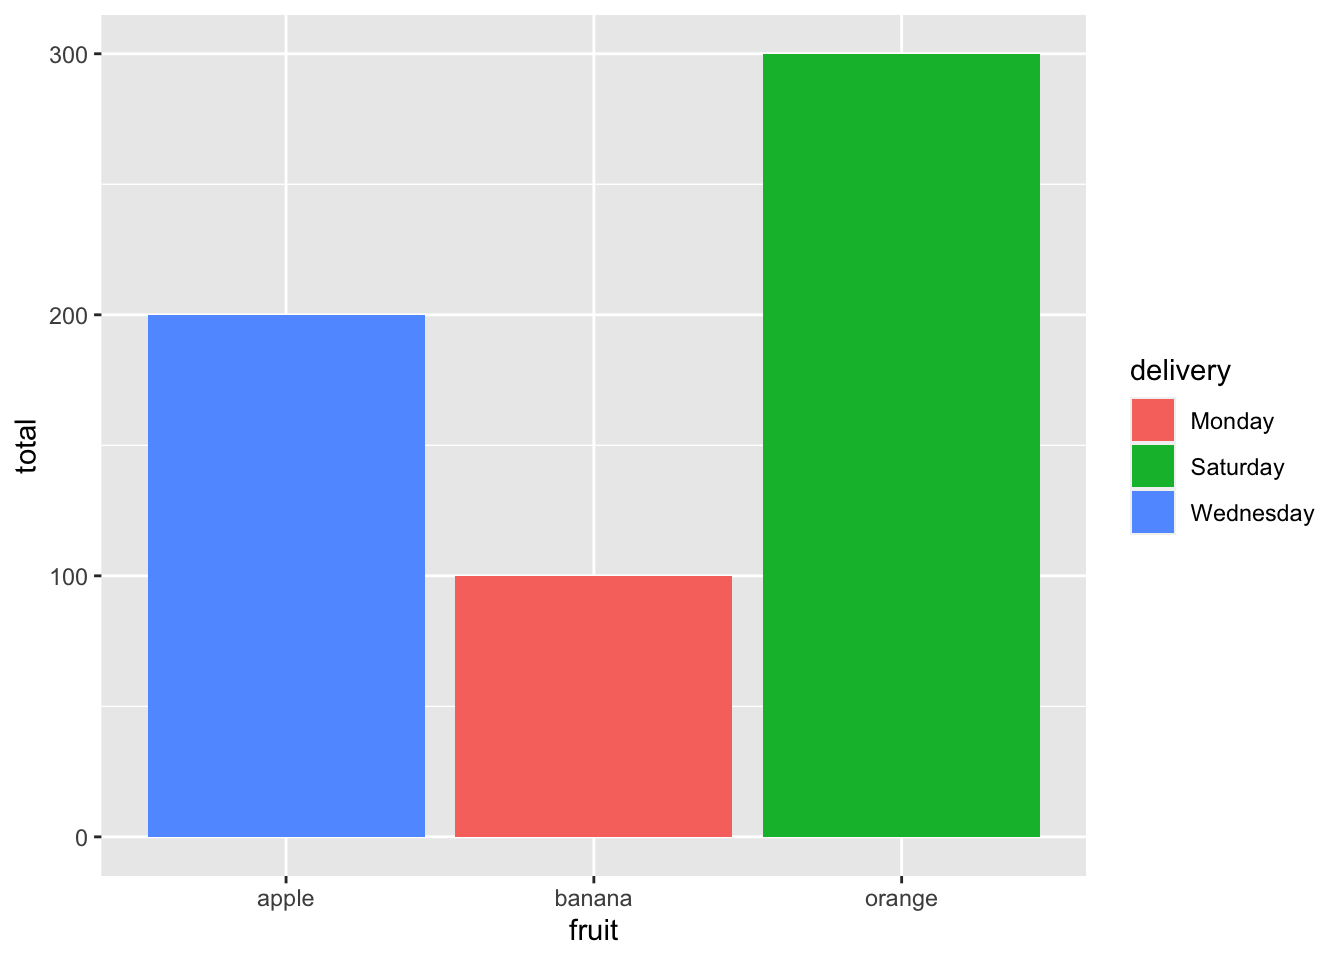 300
200
100
0
total
apple banana orange
fruit
delivery
Monday
Saturday
Wednesday